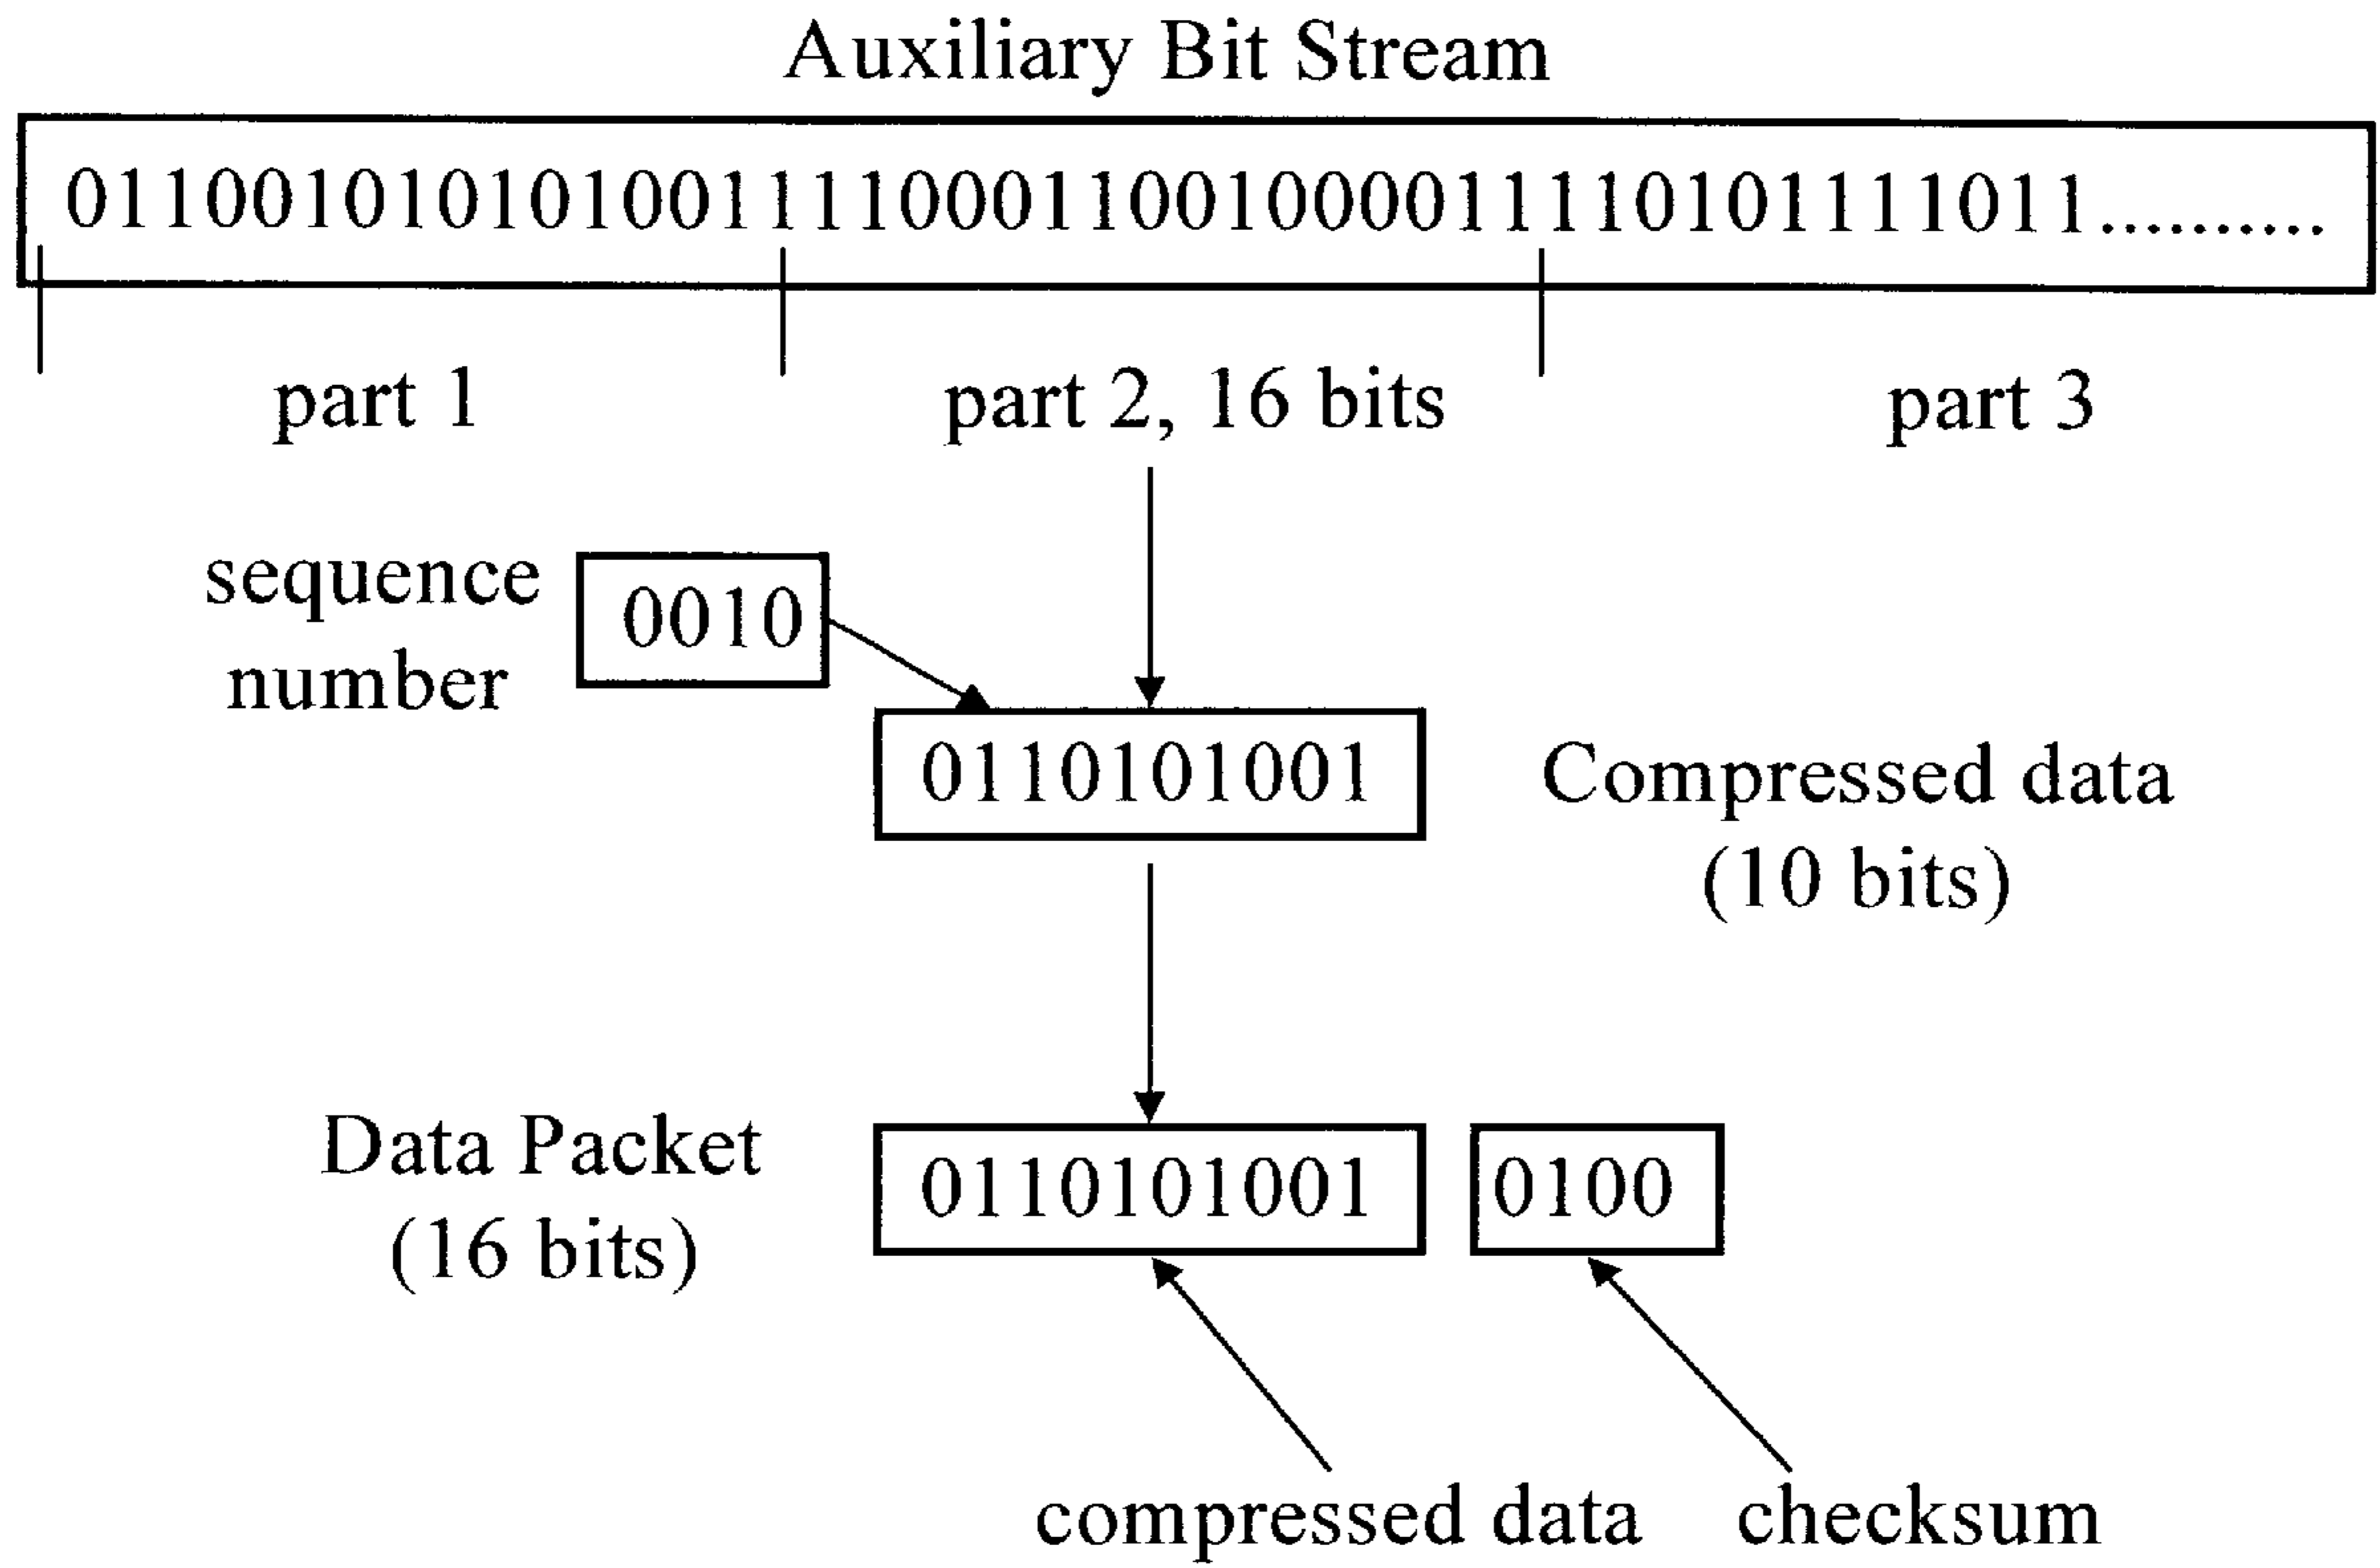 Auxiliary Bit Stream
01100101010100111100011001000011110101111011..........
part 1 part 2, 16 bits part 3
sequence
number
0010
0110101001
Compressed data
(10 bits)
Data Packet
(16 bits)
0110101001 0100
compressed data checksum